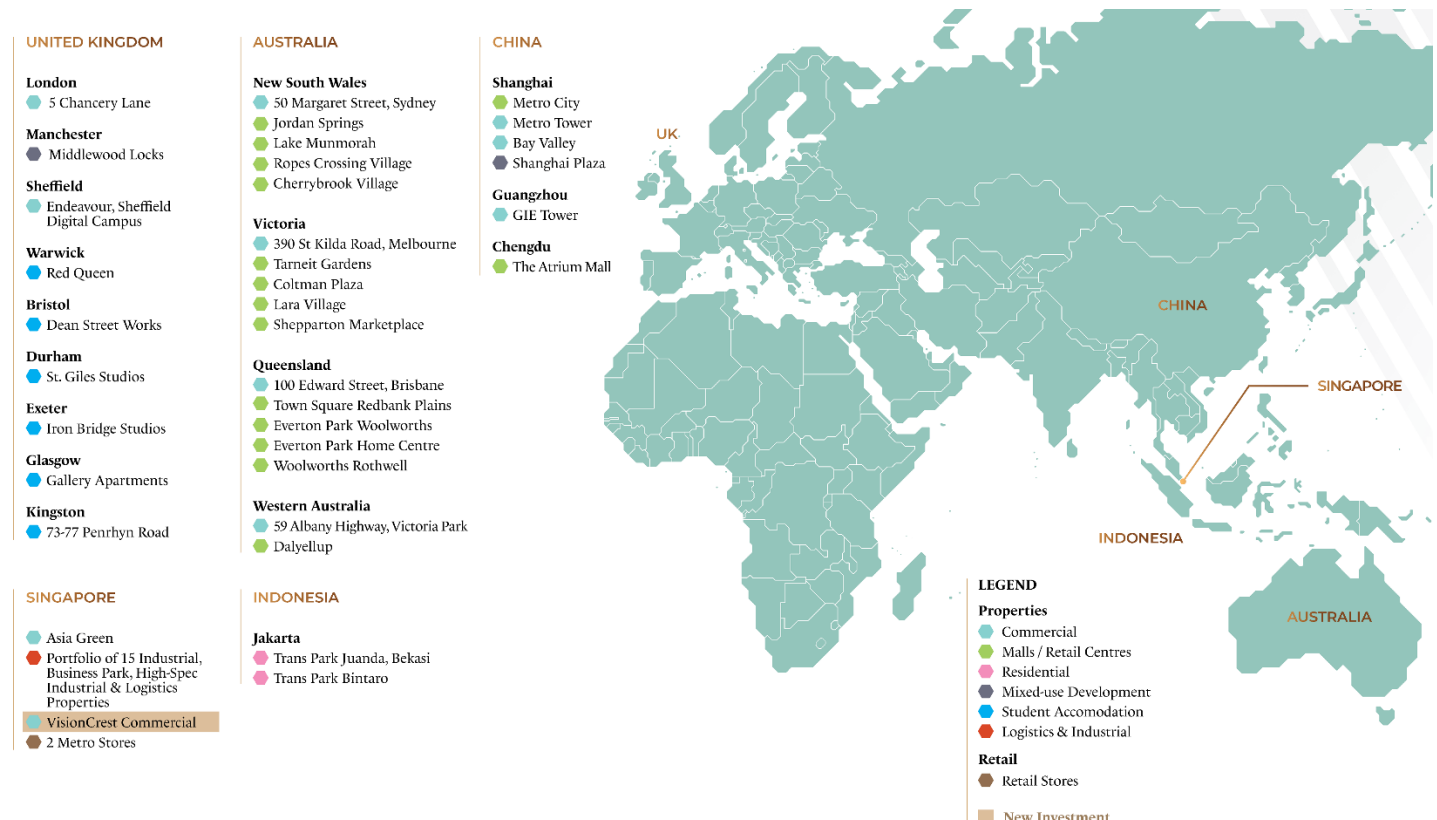 UNITED KINGDOM
London
5 Chancery Lane
Manchester
Middlewood Locks
Sheffield
Endeavour, Sheffield
Digital Campus
Warwick
Red Queen
Bristol
Dean Street Works
Durham
St. Giles Studios
Exeter
Iron Bridge Studios
Glasgow
Gallery Apartments
Kingston
73-77 Penrhyn Road
AUSTRALIA
New South Wales
50 Margaret Street, Sydney
Jordan Springs
Lake Munmorah
Ropes Crossing Village
Cherrybrook Village
Victoria
390 St Kilda Road, Melbourne
Tarneit Gardens
Coltman Plaza
Lara Village
Shepparton Marketplace
Queensland
100 Edward Street, Brisbane
Town Square Redbank Plains
Everton Park Woolworths
Everton Park Home Centre
Woolworths Rothwell
Western Australia
59 Albany Highway, Victoria Park
Dalyellup
CHINA
Shanghai
Metro City
Metro Tower
Bay Valley
Shanghai Plaza
Guangzhou
GIE Tower
Chengdu
The Atrium Mall
SINGAPORE
Asia Green
Portfolio of 15 Industrial,
Business Park, High-Spec
Industrial & Logistics
Properties
VisionCrest Commercial
2 Metro Stores
INDONESIA
Jakarta
Trans Park Juanda, Bekasi
Trans Park Bintaro
UK
CHINA
SINGAPORE
INDONESIA
AUSTRALIA
LEGEND
Properties
Commercial
Malls / Retail Centres
Residential
Mixed-use Development
Student Accomodation
Logistics & Industrial
Retail
Retail Stores
New Investment